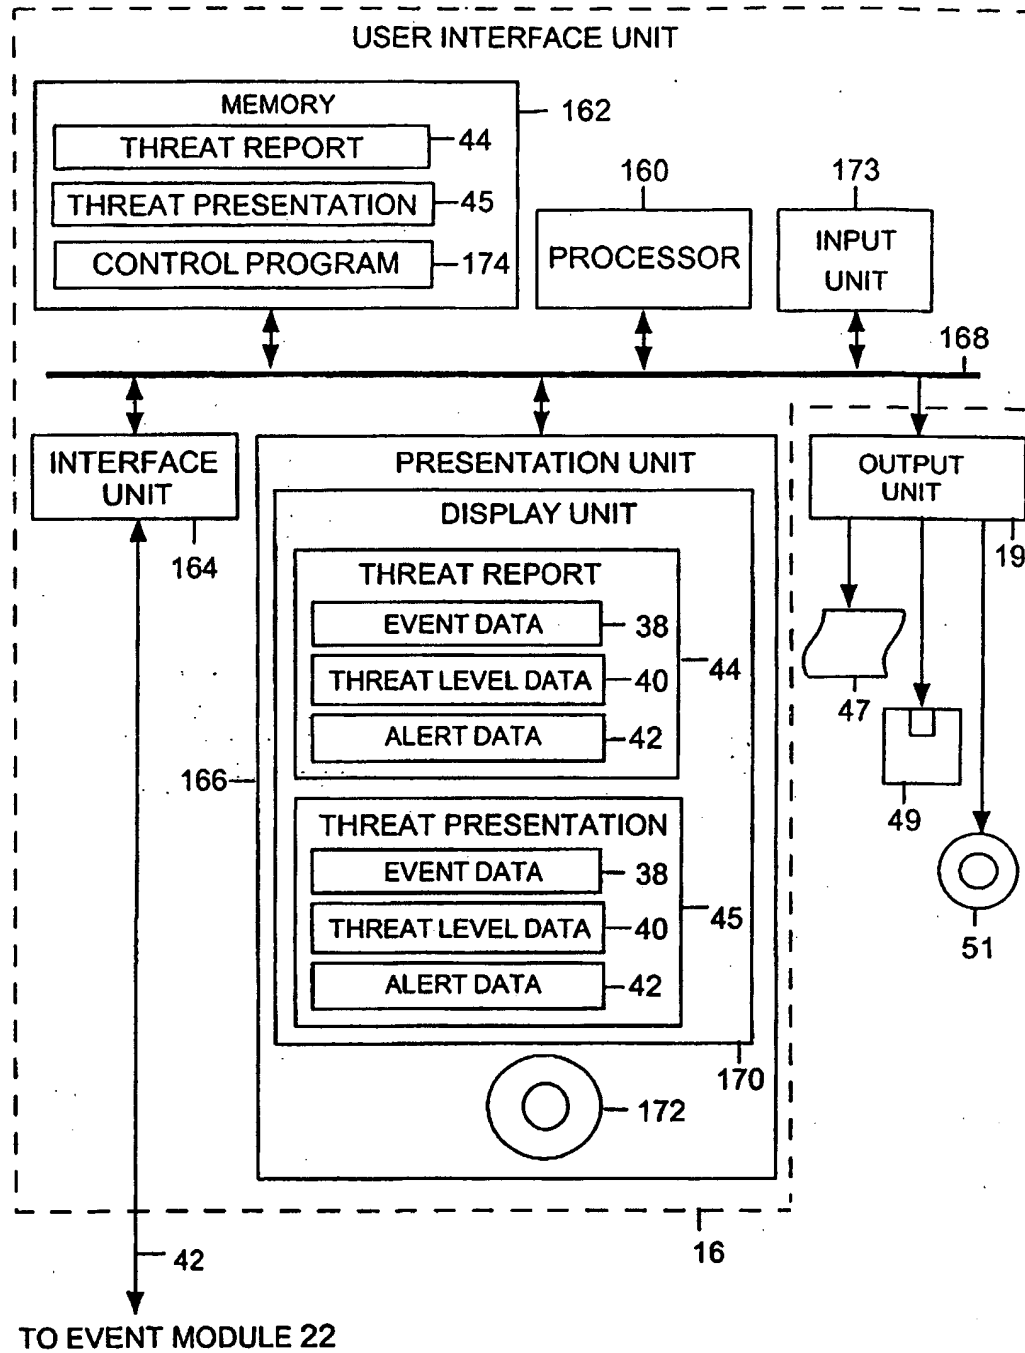 USER INTERFACE UNIT
MEMORY
162
THREAT REPORT
44
THREAT PRESENTATION
45
CONTROL PROGRAM
174
160
PROCESSOR
173
INPUT
UNIT
168
INTERFACE
UNIT
164
PRESENTATION UNIT
DISPLAY UNIT
THREAT REPORT
EVENT DATA
38
THREAT LEVEL DATA
40
ALERT DATA
42
44
166
THREAT PRESENTATION
EVENT DATA
38
THREAT LEVEL DATA
40
ALERT DATA
42
45
170
172
OUTPUT
UNIT
19
47
49
51
16
42
TO EVENT MODULE 22